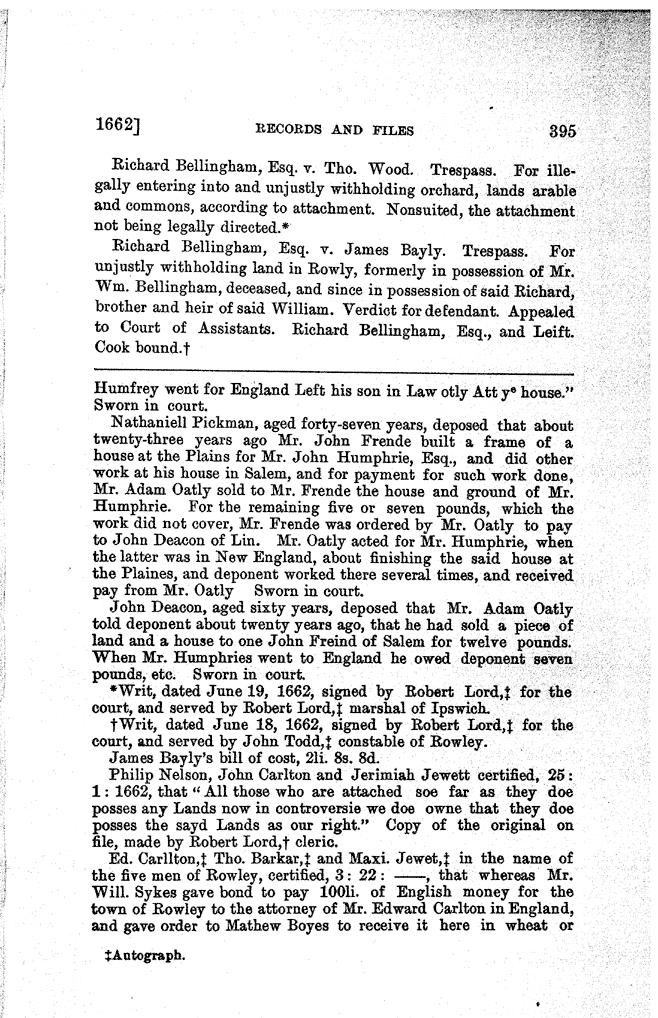 1662] RECORDS AND FILES 395
Richard Bellingham, Esq. v. Tho. Wood. Trespass. For ille-
gally entering into and unjustly withholding orchard, lands arable
and commons, according to attachment. Nonsuited, the attachment
not being legally directed.*
Richard Bellingham, Esq. v. James Bayly. Trespass. For
unjustly withholding land in Rowly, formerly in possession of Mr.
Wm. Bellingham, deceased, and since in possession of said Richard,
brother and heir of said William. Verdict for defendant. Appealed
to Court of Assistants. Richard Bellingham, Esq., and Leift.
Cook bound.†
Humfrey went for England Left his son in Law otly Att yᵉ house."
Sworn in court.
Nathaniell Pickman, aged forty-seven years, deposed that about
twenty-three years ago Mr. John Frende built a frame of a
house at the Plains for Mr. John Humphrie, Esq., and did other
work at his house in Salem, and for payment for such work done,
Mr. Adam Oatly sold to Mr. Frende the house and ground of Mr.
Humphrie. For the remaining five or seven pounds, which the
work did not cover, Mr. Frende was ordered by Mr. Oatly to pay
to John Deacon of Lin. Mr. Oatly acted for Mr. Humphrie, when
the latter was in New England, about finishing the said house at
the Plaines, and deponent worked there several times, and received
pay from Mr. Oatly Sworn in court.
John Deacon, aged sixty years, deposed that Mr. Adam Oatly
told deponent about twenty years ago, that he had sold a piece of
land and a house to one John Freind of Salem for twelve pounds.
When Mr. Humphries went to England he owed deponent seven
pounds, etc. Sworn in court.
*Writ, dated June 19, 1662, signed by Robert Lord,‡ for the
court, and served by Robert Lord,‡ marshal of Ipswich.
†Writ, dated June 18, 1662, signed by Robert Lord,‡ for the
court, and served by John Todd,‡ constable of Rowley.
James Bayly's bill of cost, 2li. 8s. 8d.
Philip Nelson, John Carlton and Jerimiah Jewett certified, 25:
1: 1662, that "All those who are attached soe far as they doe
posses any Lands now in controversie we doe owne that they doe
posses the sayd Lands as our right." Copy of the original on
file, made by Robert Lord,† cleric.
Ed. Carllton,‡ Tho. Barkar,‡ and Maxi. Jewet,‡ in the name of
the five men of Rowley, certified, 3: 22: ——, that whereas Mr.
Will. Sykes gave bond to pay 100li. of English money for the
town of Rowley to the attorney of Mr. Edward Carlton in England,
and gave order to Mathew Boyes to receive it here in wheat or
‡Autograph.